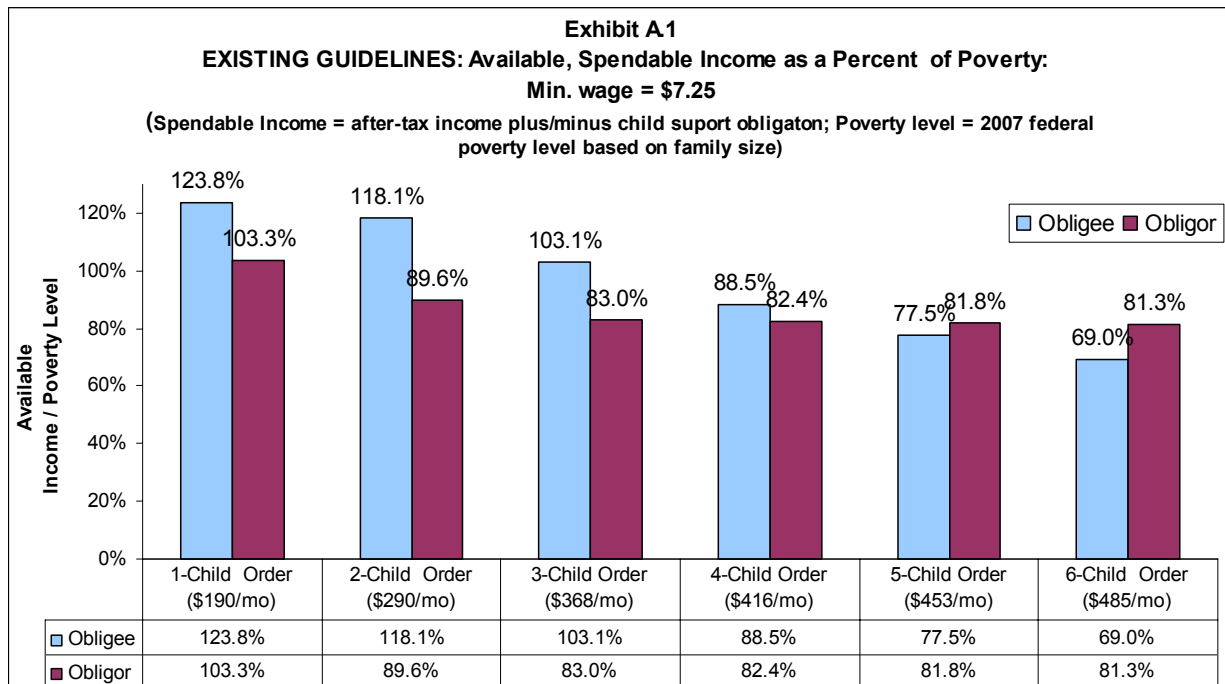 Exhibit A.1
EXISTING GUIDELINES: Available, Spendable Income as a Percent of Poverty:
Min. wage = $7.25
(Spendable Income = after-tax income plus/minus child suport obligaton; Poverty level = 2007 federal
poverty level based on family size)
Available
Income / Poverty Level
120%
100%
80%
60%
40%
20%
0%
123.8%
103.3%
118.1%
89.6%
103.1%
83.0%
88.5%
82.4%
77.5%
81.8%
69.0%
81.3%
Obligee Obligor
1-Child Order 2-Child Order 3-Child Order 4-Child Order 5-Child Order 6-Child Order
($190/mo) ($290/mo) ($368/mo) ($416/mo) ($453/mo) ($485/mo)
Obligee 123.8% 118.1% 103.1% 88.5% 77.5% 69.0%
Obligor 103.3% 89.6% 83.0% 82.4% 81.8% 81.3%